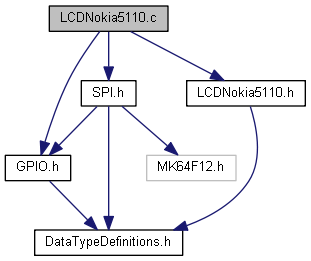 LCDNokia5110.c
SPI.h
LCDNokia5110.h
GPIO.h
MK64F12.h
DataTypeDefinitions.h